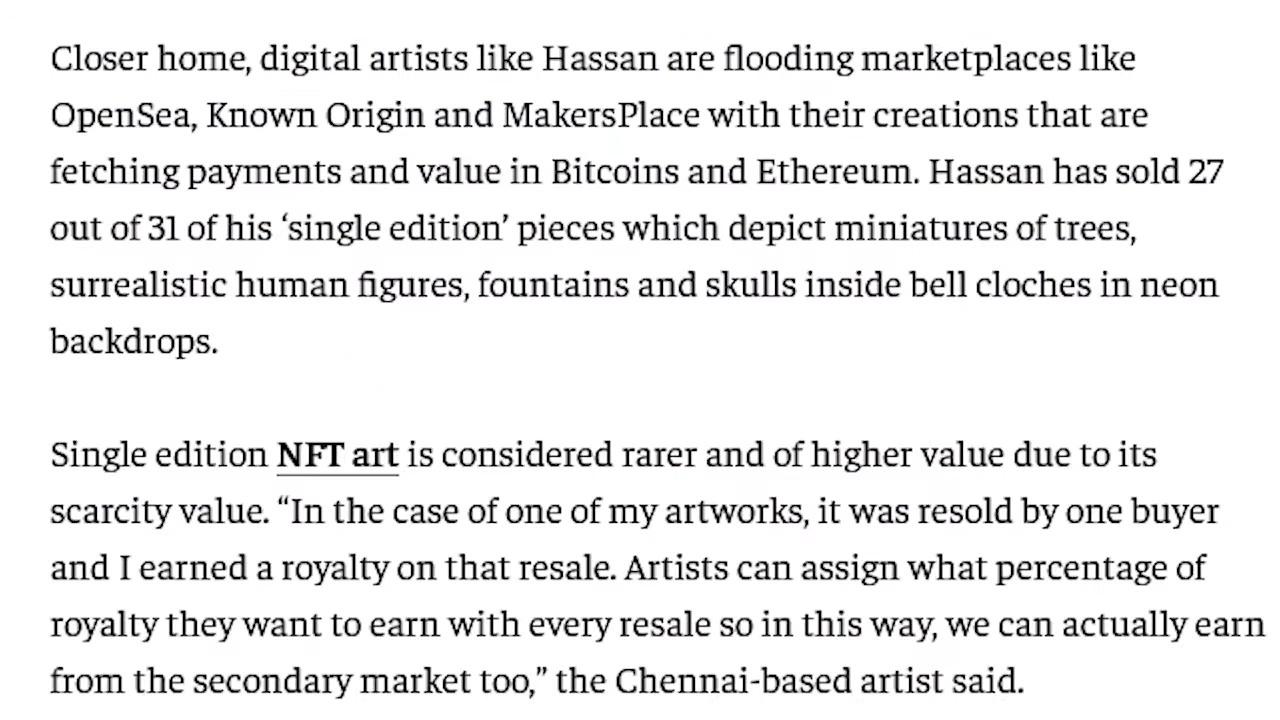 Closer home, digital artists like Hassan are flooding marketplaces like
OpenSea, Known Origin and MakersPlace with their creations that are
fetching payments and value in Bitcoins and Ethereum. Hassan has sold 27
out of 31 of his ‘single edition’ pieces which depict miniatures of trees,
surrealistic human figures, fountains and skulls inside bell cloches in neon
backdrops.
Single edition NFT art is considered rarer and of higher value due to its
scarcity value. “In the case of one of my artworks, it was resold by one buyer
and I earned a royalty on that resale. Artists can assign what percentage of
royalty they want to earn with every resale so in this way, we can actually earn
from the secondary market too,” the Chennai-based artist said.